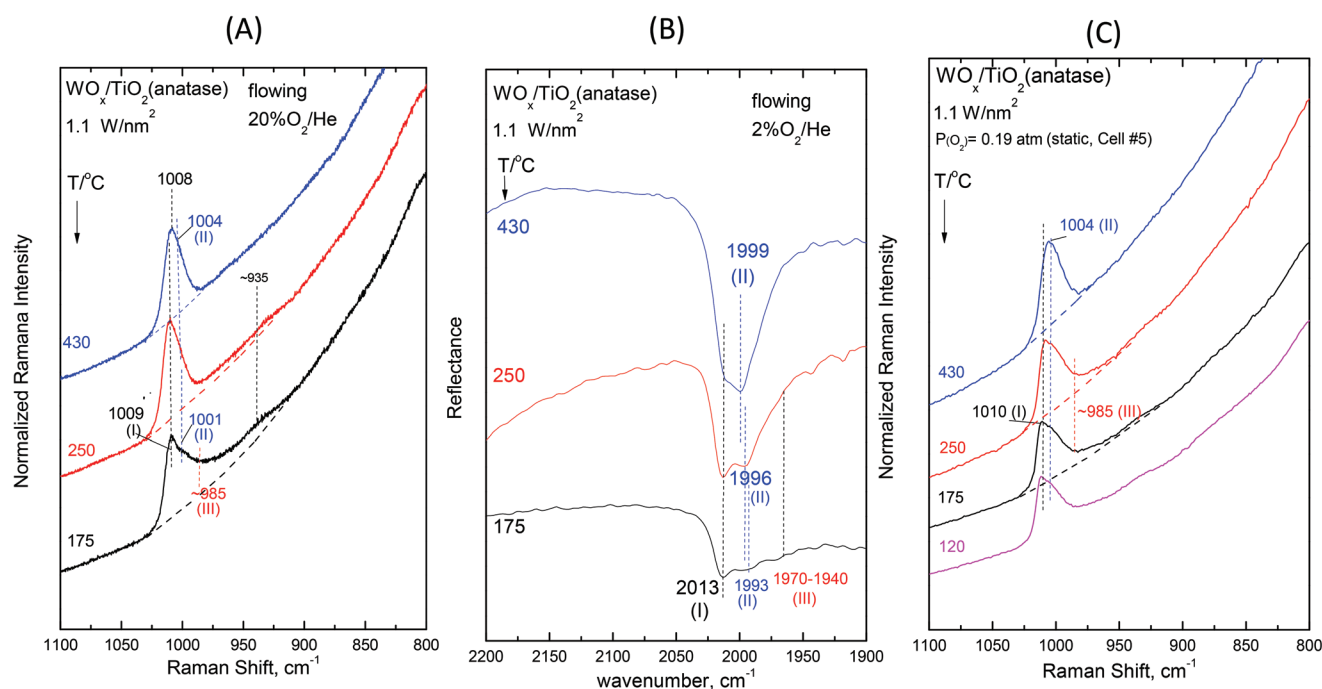 (A)
WOx/TiO2(anatase)
flowing
1.1 W/nm2
20%O2/He
T/oC
1008
1004
(II)
~935
430
1009
(I)
1001
(II)
250
~985
(III)
175
Normalized Ramana Intensity
1100 1050 1000 950 900 850 800
Raman Shift, cm-1
(B)
WOx/TiO2(anatase)
flowing
1.1 W/nm2
2%O2/He
T/oC
430
1999
(II)
250
1996
(II)
175
2013
(I)
1993
(II)
1970-1940
(III)
Reflectance
2200 2150 2100 2050 2000 1950 1900
wavenumber, cm-1
(C)
WOx/TiO2(anatase)
1.1 W/nm2
P(O2)= 0.19 atm (static, Cell #5)
T/oC
1004 (II)
430
1010 (I)
~985 (III)
250
175
120
Normalized Raman Intensity
1100 1050 1000 950 900 850 800
Raman Shift, cm-1